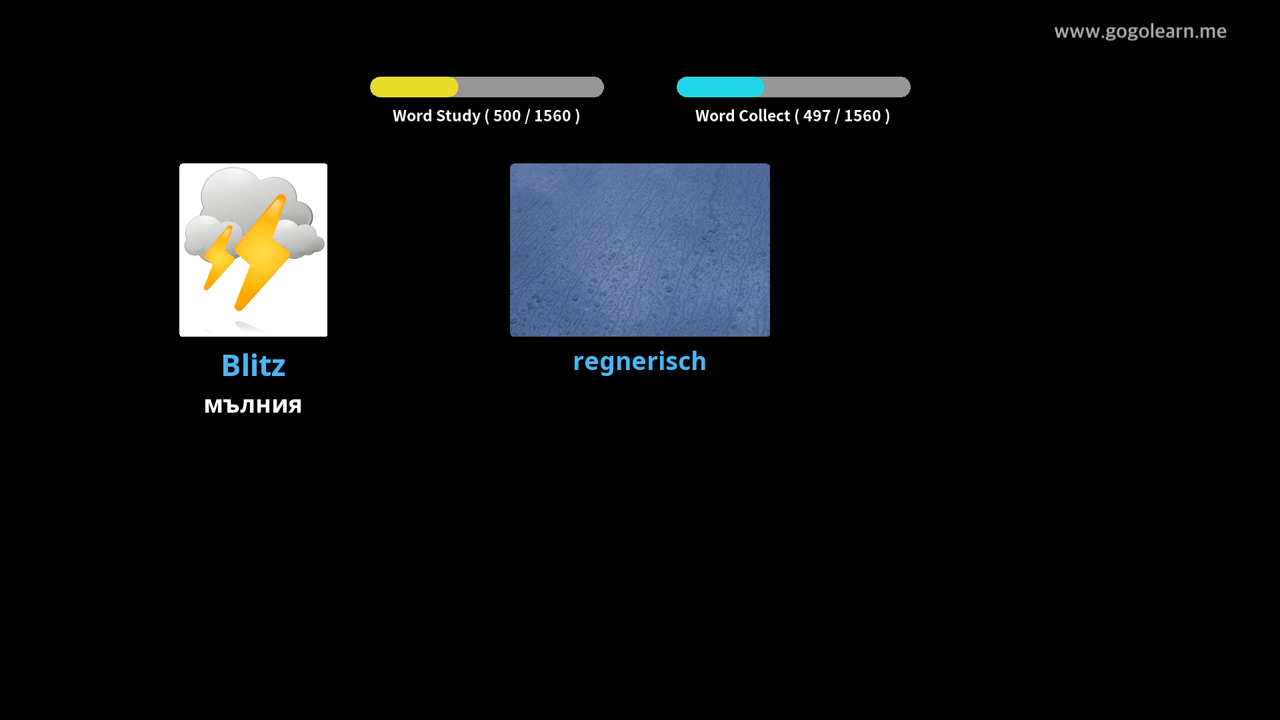 www.gogolearn.me
Word Study ( 500 / 1560 )
Word Collect ( 497 / 1560 )
Blitz
мълния
regnerisch